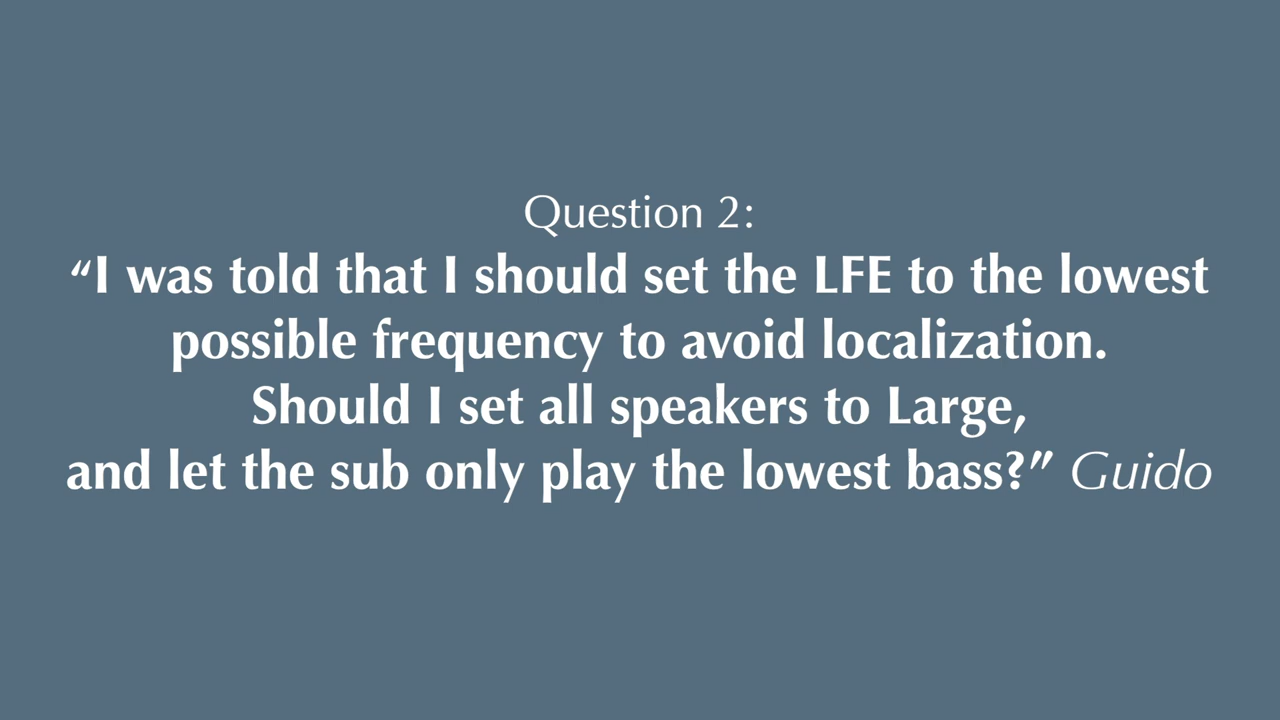 Question 2:
“I was told that I should set the LFE to the lowest
possible frequency to avoid localization.
Should I set all speakers to Large,
and let the sub only play the lowest bass?” Guido